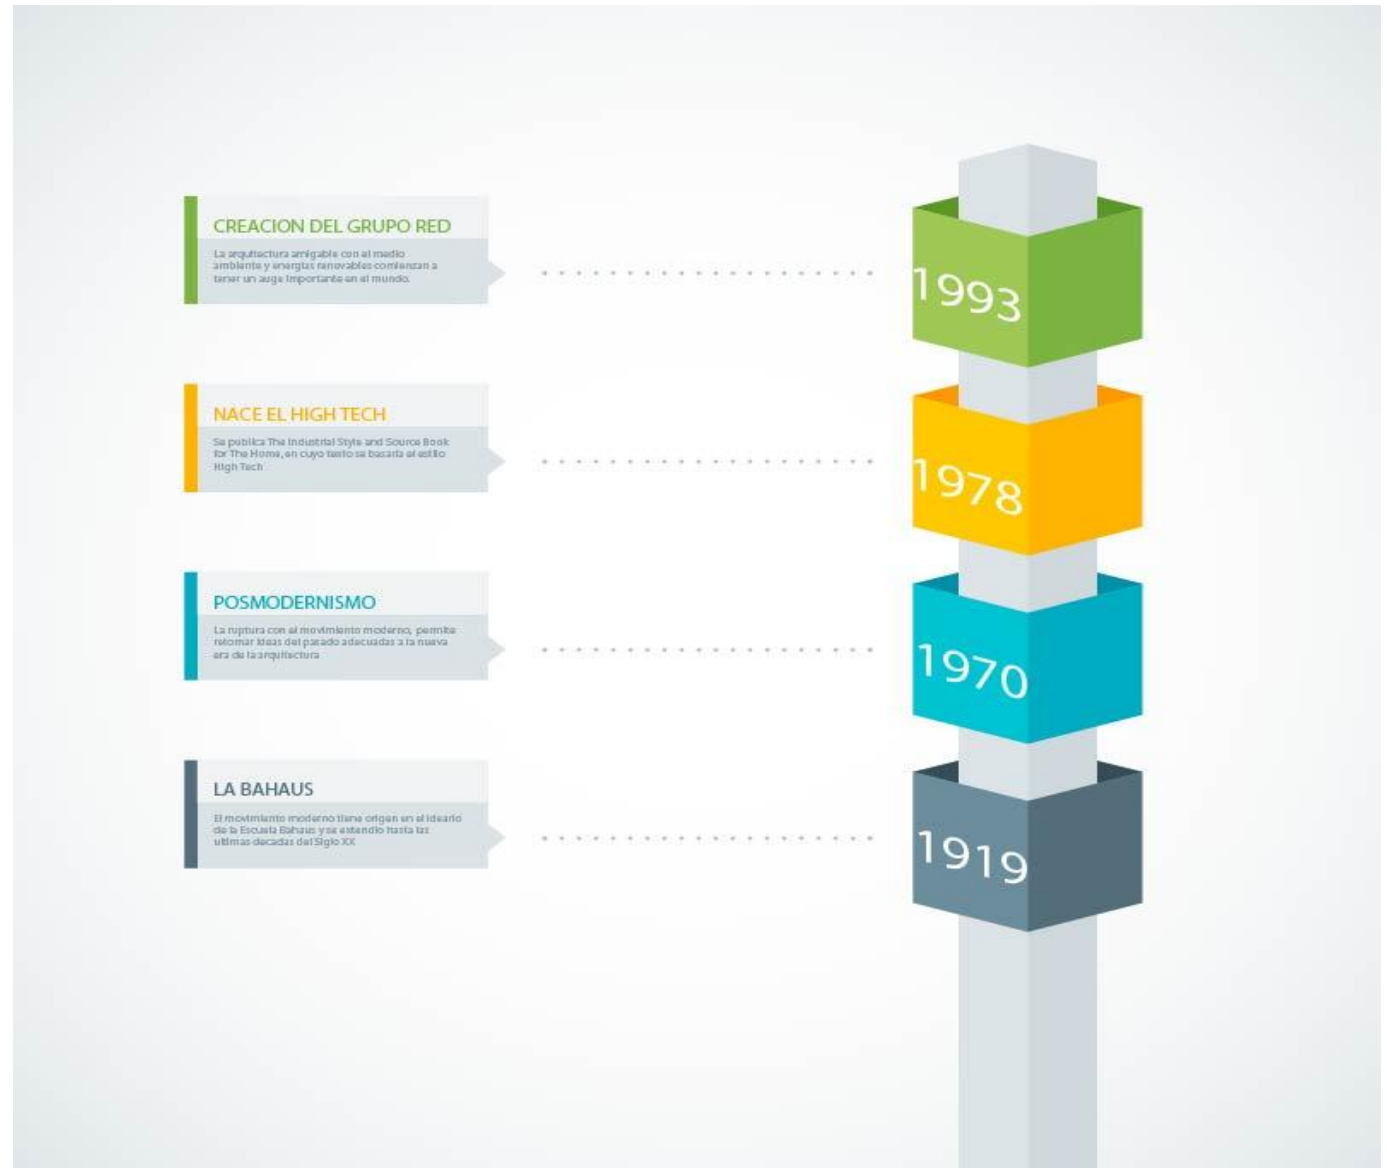 CREACION DEL GRUPO RED
La arquitectura amigable con el medio
ambiente y energias renovables comienzan a
tener un auge importante en el mundo.
1993
NACE EL HIGH TECH
Se publica The Industrial Style and Source Book
for The Home, en cuyo texto se basaria el estilo
High Tech
1978
POSMODERNISMO
La ruptura con el movimiento moderno, permite
retomar ideas del pasado adecuadas a la nueva
era de la arquitectura
1970
LA BAHAUS
El movimiento moderno tiene origen en el ideario
de la Escuela Bahaus y se extendio hasta las
ultimas decadas del Siglo XX
1919